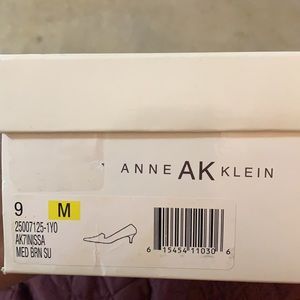 ANNE AK KLEIN
9 M
25007125-1Y0
AK7INISSA
MED BRN SU
6 15454 11030 6